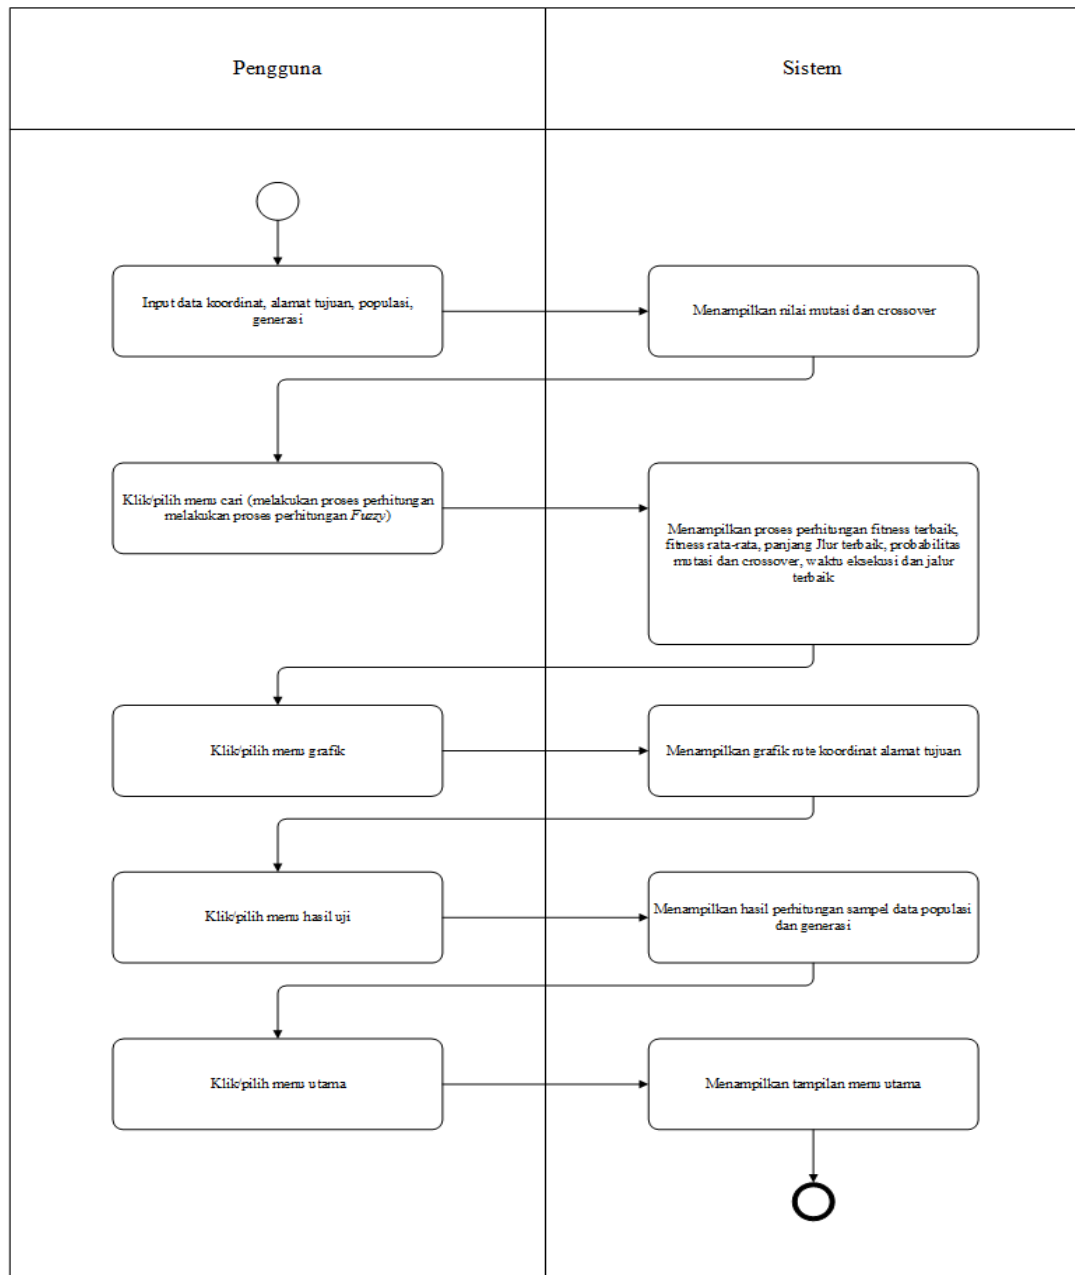 Pengguna
Sistem
Input data koordinat, alamat tujuan, populasi,
generasi
Menampilkan nilai mutasi dan crossover
Klik/pilih menu cari (melakukan proses perhitungan
melakukan proses perhitungan Fuzzy)
Menampilkan proses perhitungan fitness terbaik,
fitness rata-rata, panjang Jlur terbaik, probabilitas
mutasi dan crossover, waktu eksekusi dan jalur
terbaik
Klik/pilih menu grafik
Menampilkan grafik rute koordinat alamat tujuan
Klik/pilih menu hasil uji
Menampilkan hasil perhitungan sampel data populasi
dan generasi
Klik/pilih menu utama
Menampilkan tampilan menu utama